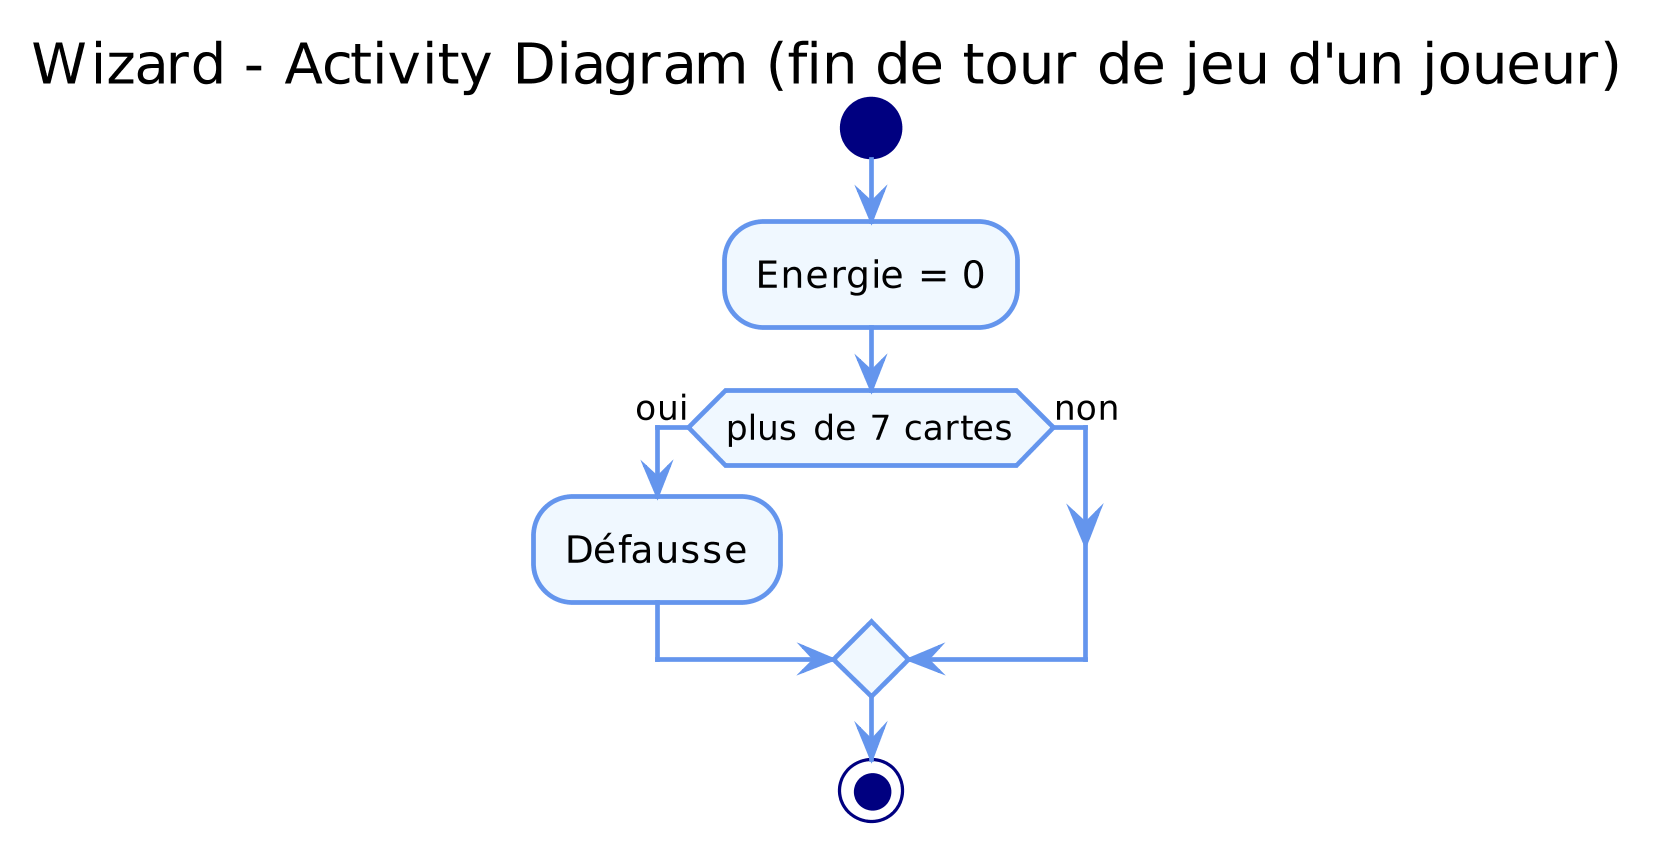 Wizard - Activity Diagram (fin de tour de jeu d'un joueur)
Energie = 0
oui
plus de 7 cartes
non
Défausse